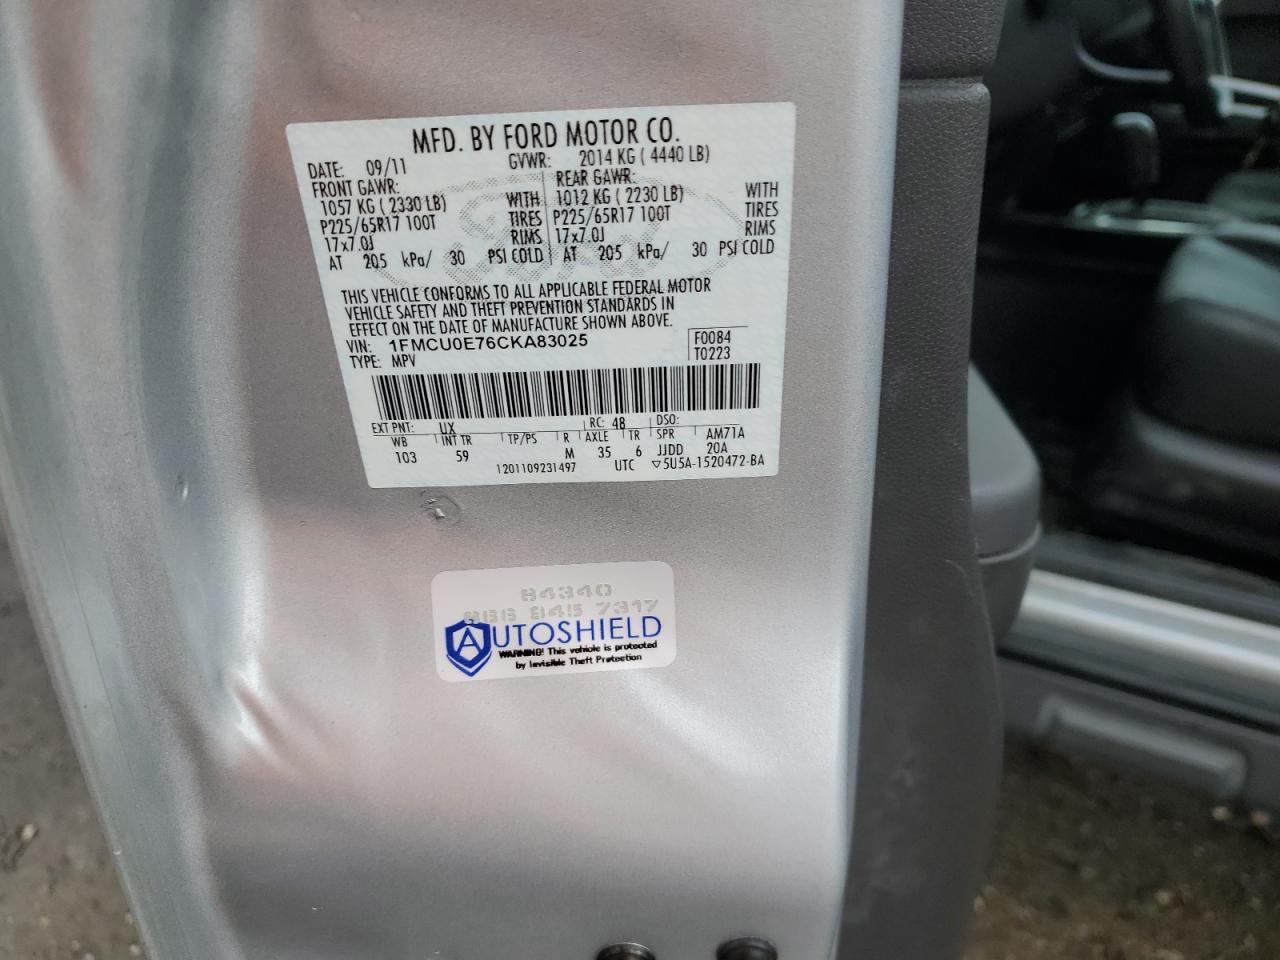 MFD. BY FORD MOTOR CO.
DATE: 09/11 GVWR: 2014 KG ( 4440 LB)
FRONT GAWR: REAR GAWR:
1057 KG ( 2330 LB) WITH 1012 KG ( 2230 LB) WITH
P225/65R17 100T TIRES P225/65R17 100T TIRES
17x7.0J RIMS 17x7.0J RIMS
AT 205 kPa/ 30 PSI COLD AT 205 kPa/ 30 PSI COLD
THIS VEHICLE CONFORMS TO ALL APPLICABLE FEDERAL MOTOR
VEHICLE SAFETY AND THEFT PREVENTION STANDARDS IN
EFFECT ON THE DATE OF MANUFACTURE SHOWN ABOVE.
VIN: 1FMCU0E76CKA83025 F0084
TYPE: MPV T0223
EXT PNT: UX RC: 48 DSO:
WB INT TR TP/PS R AXLE TR SPR AM71A
103 59 M 35 6 JJDD 20A
1201109231497 UTC ▽5U5A-1520472-BA
84340
866 845 7317
AUTOSHIELD
WARNING! This vehicle is protected
by Invisible Theft Protection